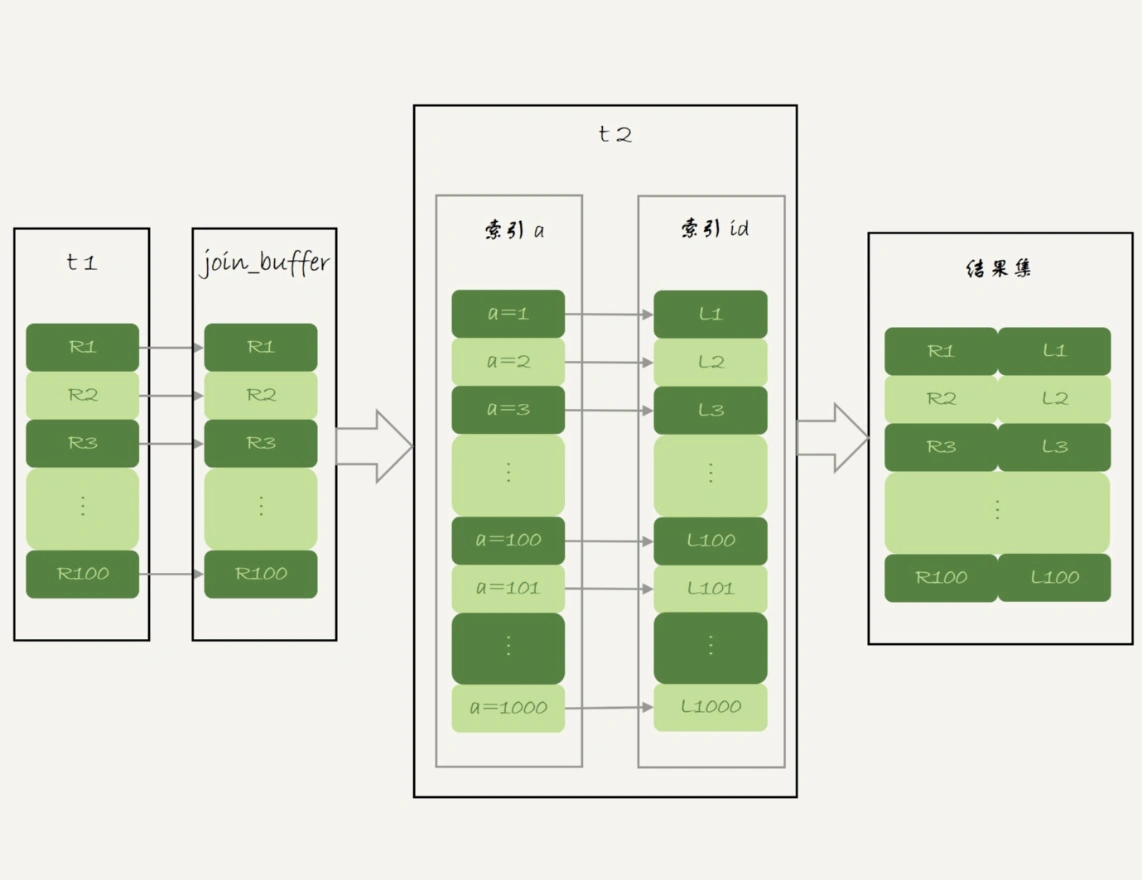 t1
R1
R2
R3
⋮
R100
join_buffer
R1
R2
R3
⋮
R100
t2
索引 a
a=1
a=2
a=3
⋮
a=100
a=101
⋮
a=1000
索引 id
L1
L2
L3
⋮
L100
L101
⋮
L1000
结果集
R1 L1
R2 L2
R3 L3
⋮
R100 L100